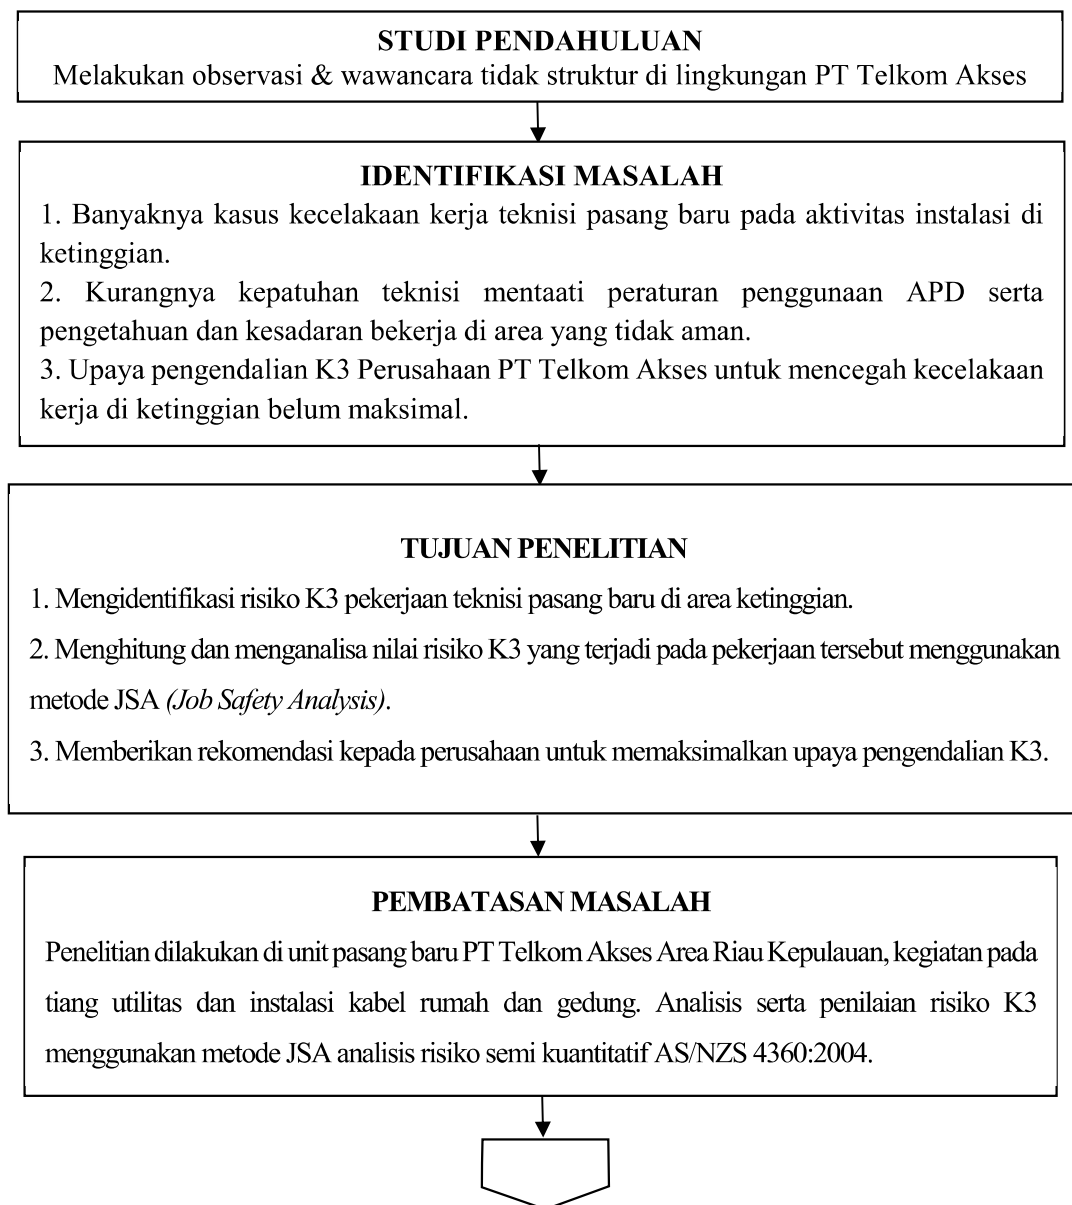 STUDI PENDAHULUAN
Melakukan observasi & wawancara tidak struktur di lingkungan PT Telkom Akses
IDENTIFIKASI MASALAH
1. Banyaknya kasus kecelakaan kerja teknisi pasang baru pada aktivitas instalasi di
ketinggian.
2. Kurangnya kepatuhan teknisi mentaati peraturan penggunaan APD serta
pengetahuan dan kesadaran bekerja di area yang tidak aman.
3. Upaya pengendalian K3 Perusahaan PT Telkom Akses untuk mencegah kecelakaan
kerja di ketinggian belum maksimal.
TUJUAN PENELITIAN
1. Mengidentifikasi risiko K3 pekerjaan teknisi pasang baru di area ketinggian.
2. Menghitung dan menganalisa nilai risiko K3 yang terjadi pada pekerjaan tersebut menggunakan
metode JSA (Job Safety Analysis).
3. Memberikan rekomendasi kepada perusahaan untuk memaksimalkan upaya pengendalian K3.
PEMBATASAN MASALAH
Penelitian dilakukan di unit pasang baru PT Telkom Akses Area Riau Kepulauan, kegiatan pada
tiang utilitas dan instalasi kabel rumah dan gedung. Analisis serta penilaian risiko K3
menggunakan metode JSA analisis risiko semi kuantitatif AS/NZS 4360:2004.